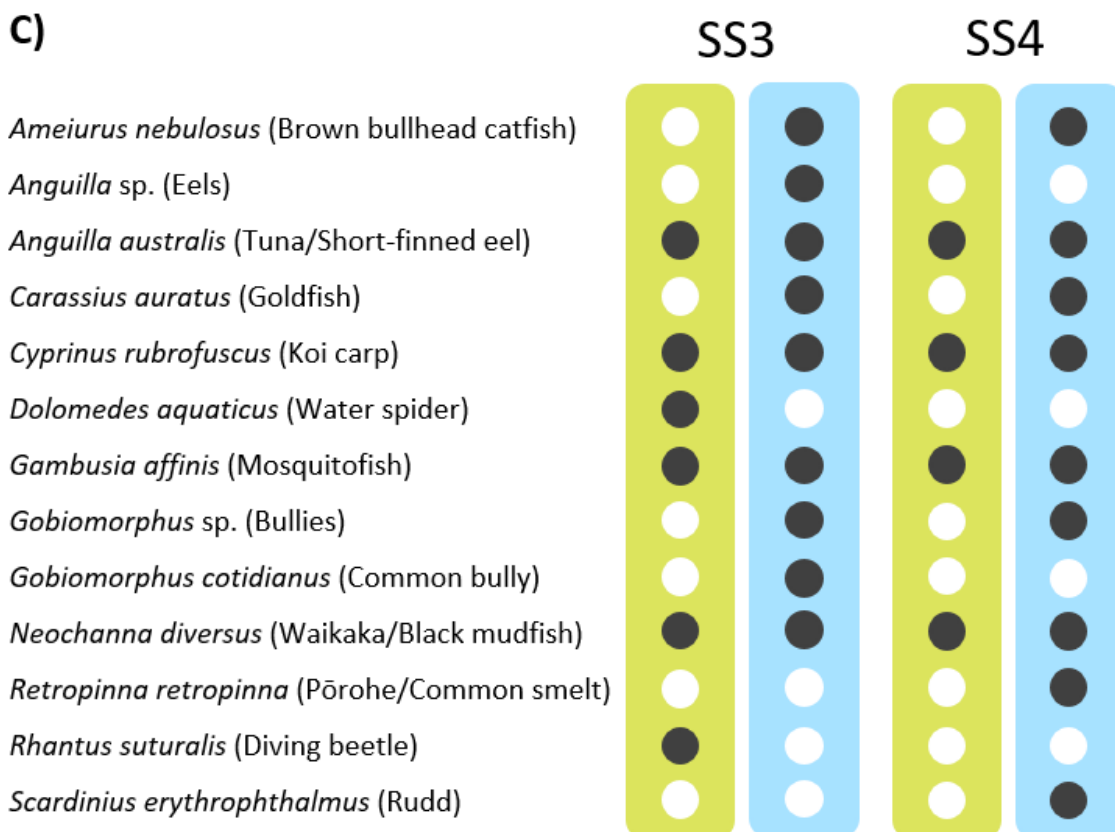 C)
SS3 SS4
Ameiurus nebulosus (Brown bullhead catfish)
Anguilla sp. (Eels)
Anguilla australis (Tuna/Short-finned eel)
Carassius auratus (Goldfish)
Cyprinus rubrofuscus (Koi carp)
Dolomedes aquaticus (Water spider)
Gambusia affinis (Mosquitofish)
Gobiomorphus sp. (Bullies)
Gobiomorphus cotidianus (Common bully)
Neochanna diversus (Waikaka/Black mudfish)
Retropinna retropinna (Pōrohe/Common smelt)
Rhantus suturalis (Diving beetle)
Scardinius erythrophthalmus (Rudd)